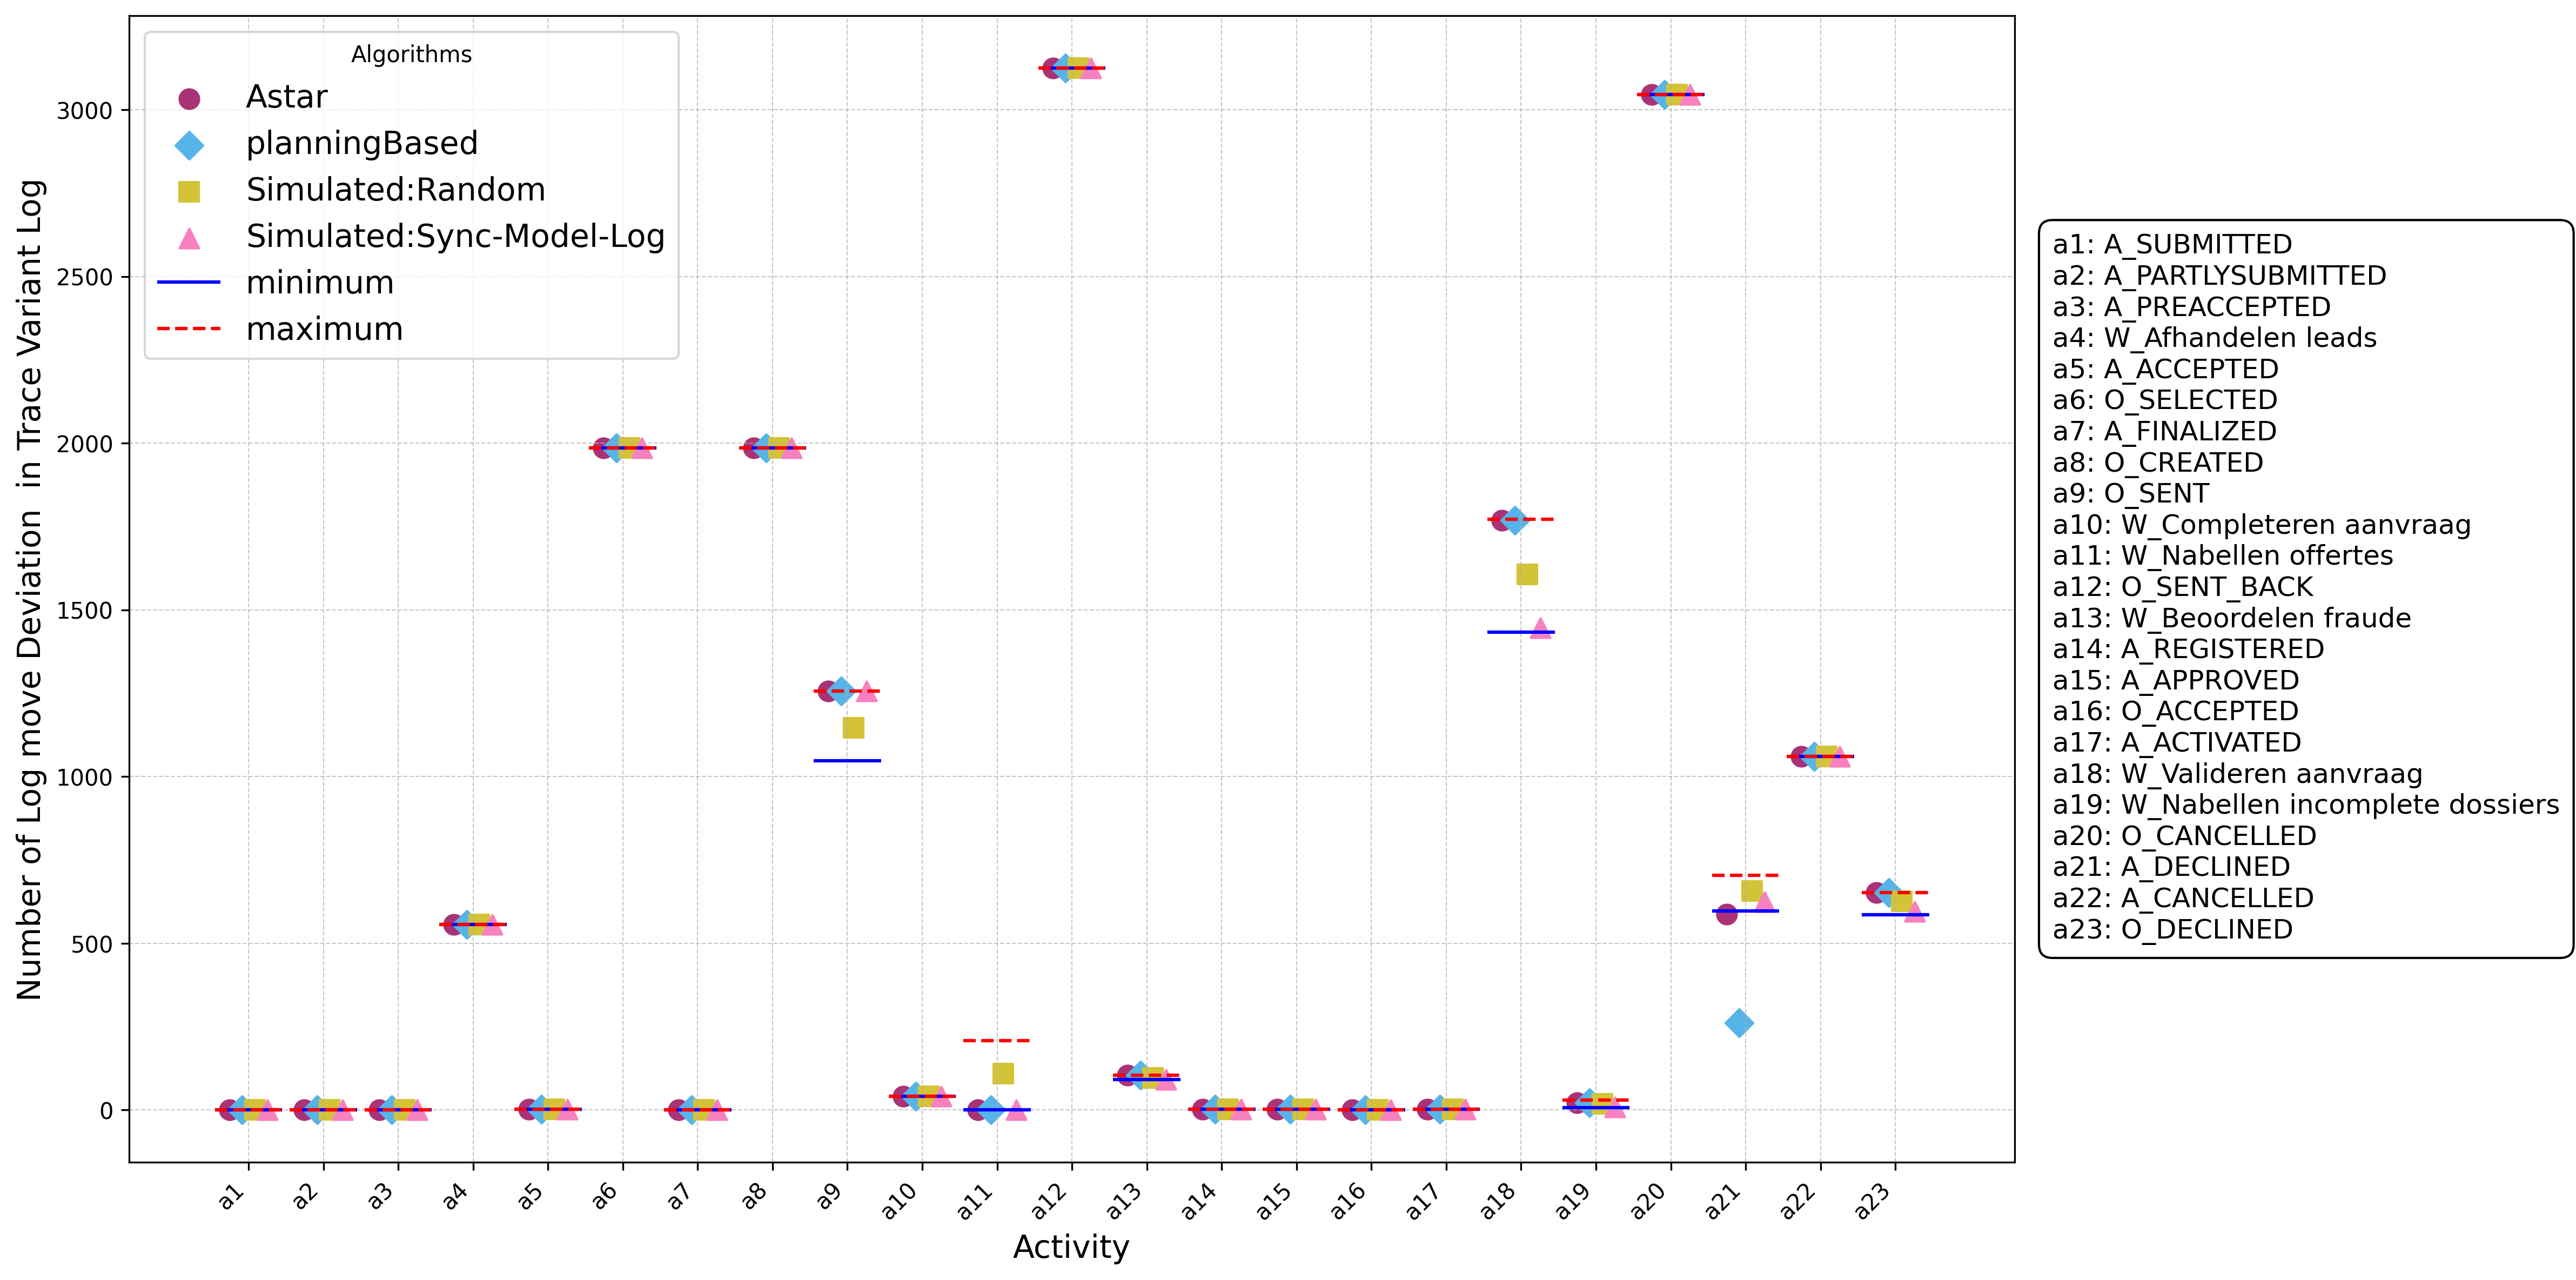 Algorithms
Astar
planningBased
Simulated:Random
Simulated:Sync-Model-Log
minimum
maximum
Number of Log move Deviation  in Trace Variant Log
3000
2500
2000
1500
1000
500
0
a1
a2
a3
a4
a5
a6
a7
a8
a9
a10
a11
a12
a13
a14
a15
a16
a17
a18
a19
a20
a21
a22
a23
Activity
a1: A_SUBMITTED
a2: A_PARTLYSUBMITTED
a3: A_PREACCEPTED
a4: W_Afhandelen leads
a5: A_ACCEPTED
a6: O_SELECTED
a7: A_FINALIZED
a8: O_CREATED
a9: O_SENT
a10: W_Completeren aanvraag
a11: W_Nabellen offertes
a12: O_SENT_BACK
a13: W_Beoordelen fraude
a14: A_REGISTERED
a15: A_APPROVED
a16: O_ACCEPTED
a17: A_ACTIVATED
a18: W_Valideren aanvraag
a19: W_Nabellen incomplete dossiers
a20: O_CANCELLED
a21: A_DECLINED
a22: A_CANCELLED
a23: O_DECLINED